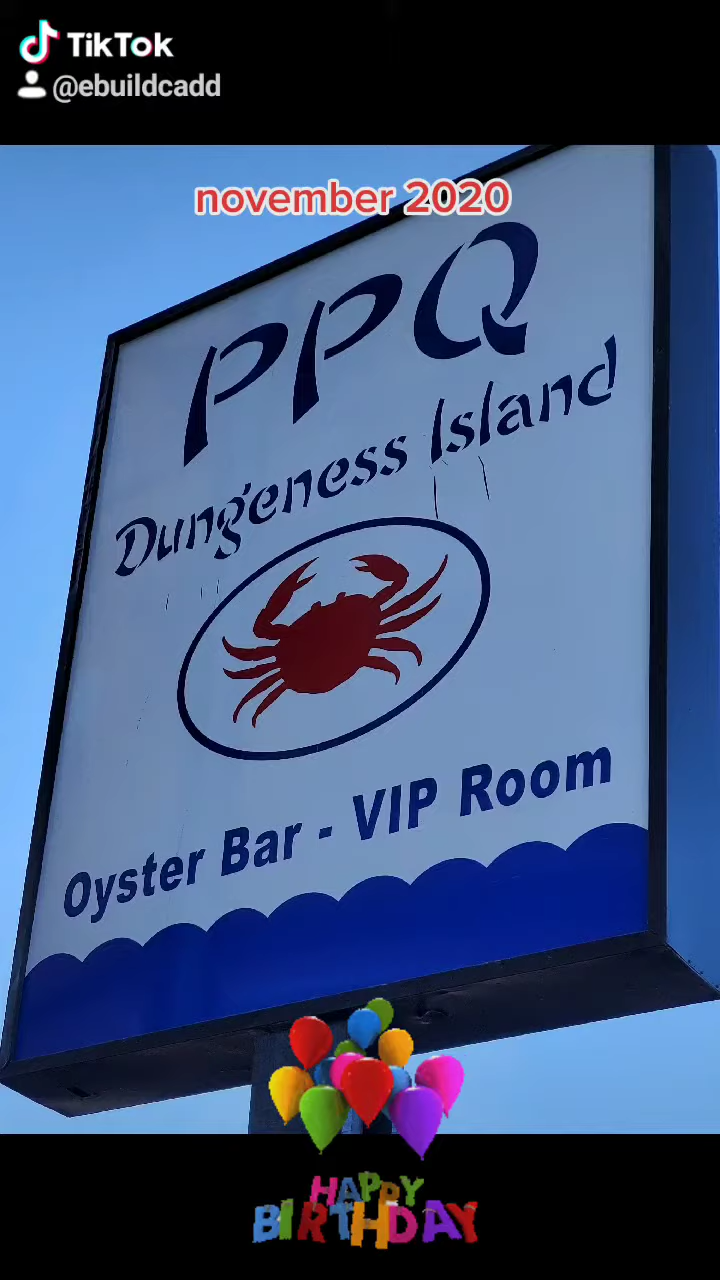 TikTok
@ebuildcadd
november 2020
PPQ
Dungeness Island
Oyster Bar - VIP Room
HAPPY
BIRTHDAY